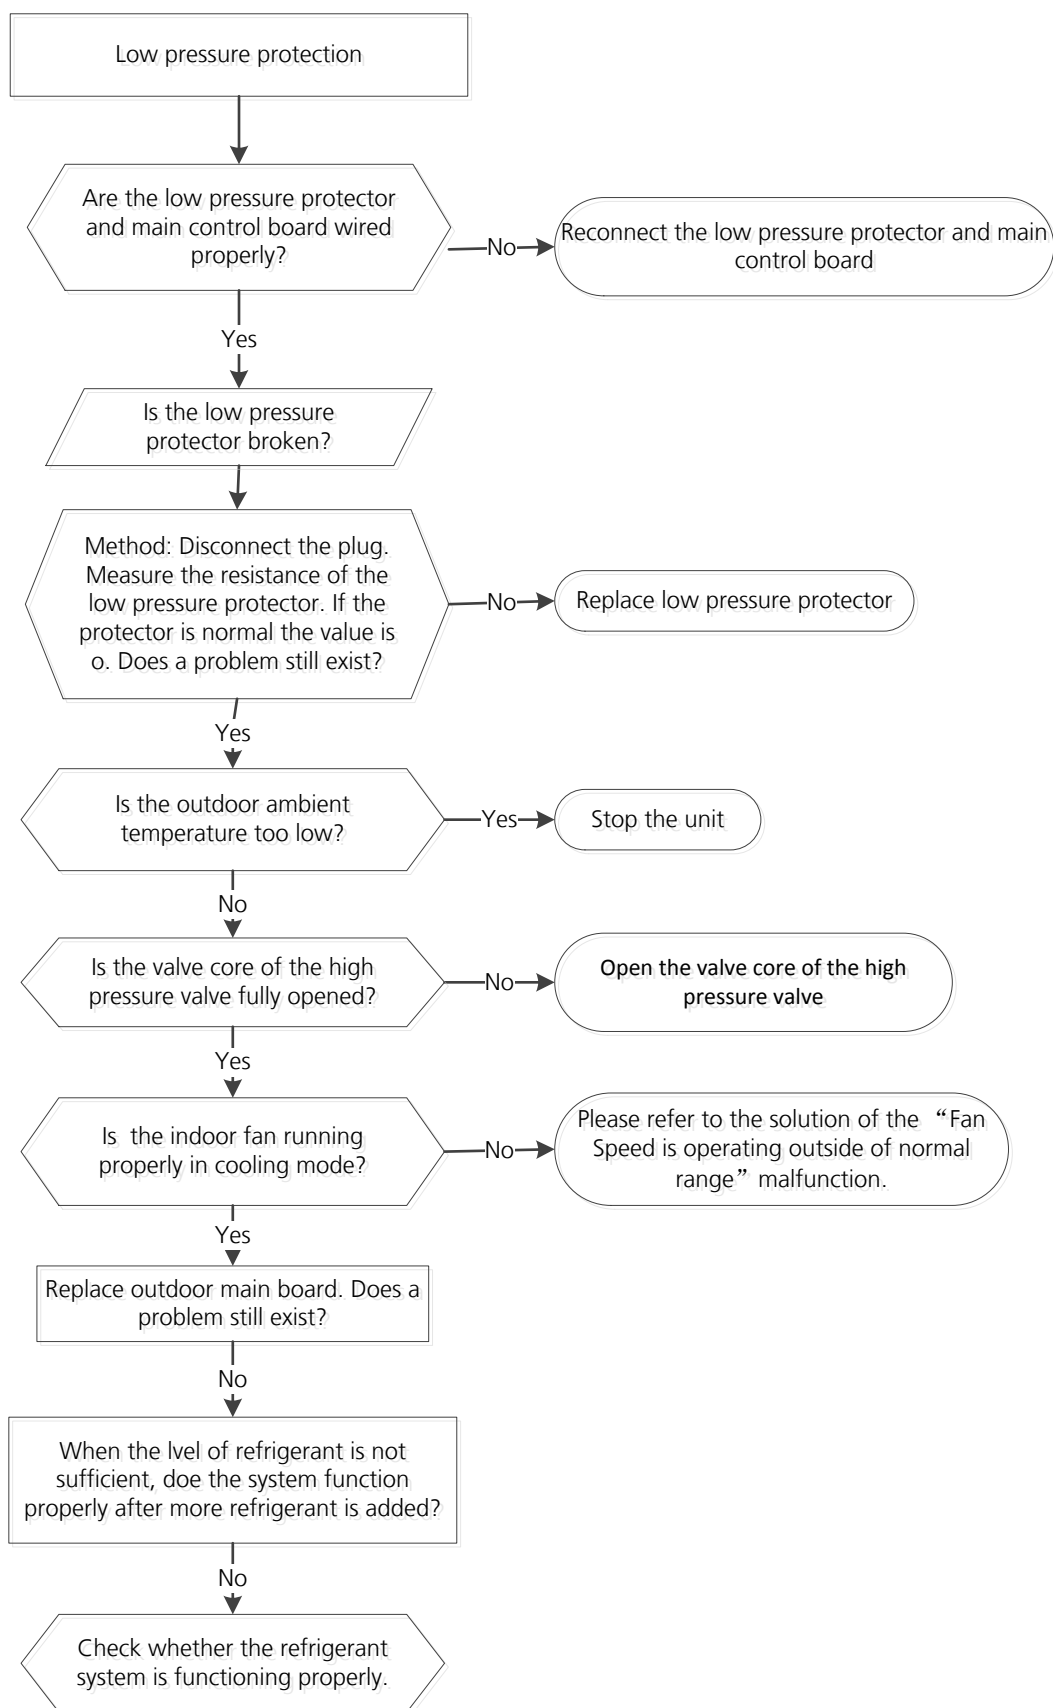 Low pressure protection
Are the low pressure protector
and main control board wired
properly?
No
Reconnect the low pressure protector and main
control board
Yes
Is the low pressure
protector broken?
Method: Disconnect the plug.
Measure the resistance of the
low pressure protector. If the
protector is normal the value is
o. Does a problem still exist?
No
Replace low pressure protector
Yes
Is the outdoor ambient
temperature too low?
Yes
Stop the unit
No
Is the valve core of the high
pressure valve fully opened?
No
Open the valve core of the high
pressure valve
Yes
Is  the indoor fan running
properly in cooling mode?
No
Please refer to the solution of the “Fan
Speed is operating outside of normal
range” malfunction.
Yes
Replace outdoor main board. Does a
problem still exist?
No
When the lvel of refrigerant is not
sufficient, doe the system function
properly after more refrigerant is added?
No
Check whether the refrigerant
system is functioning properly.